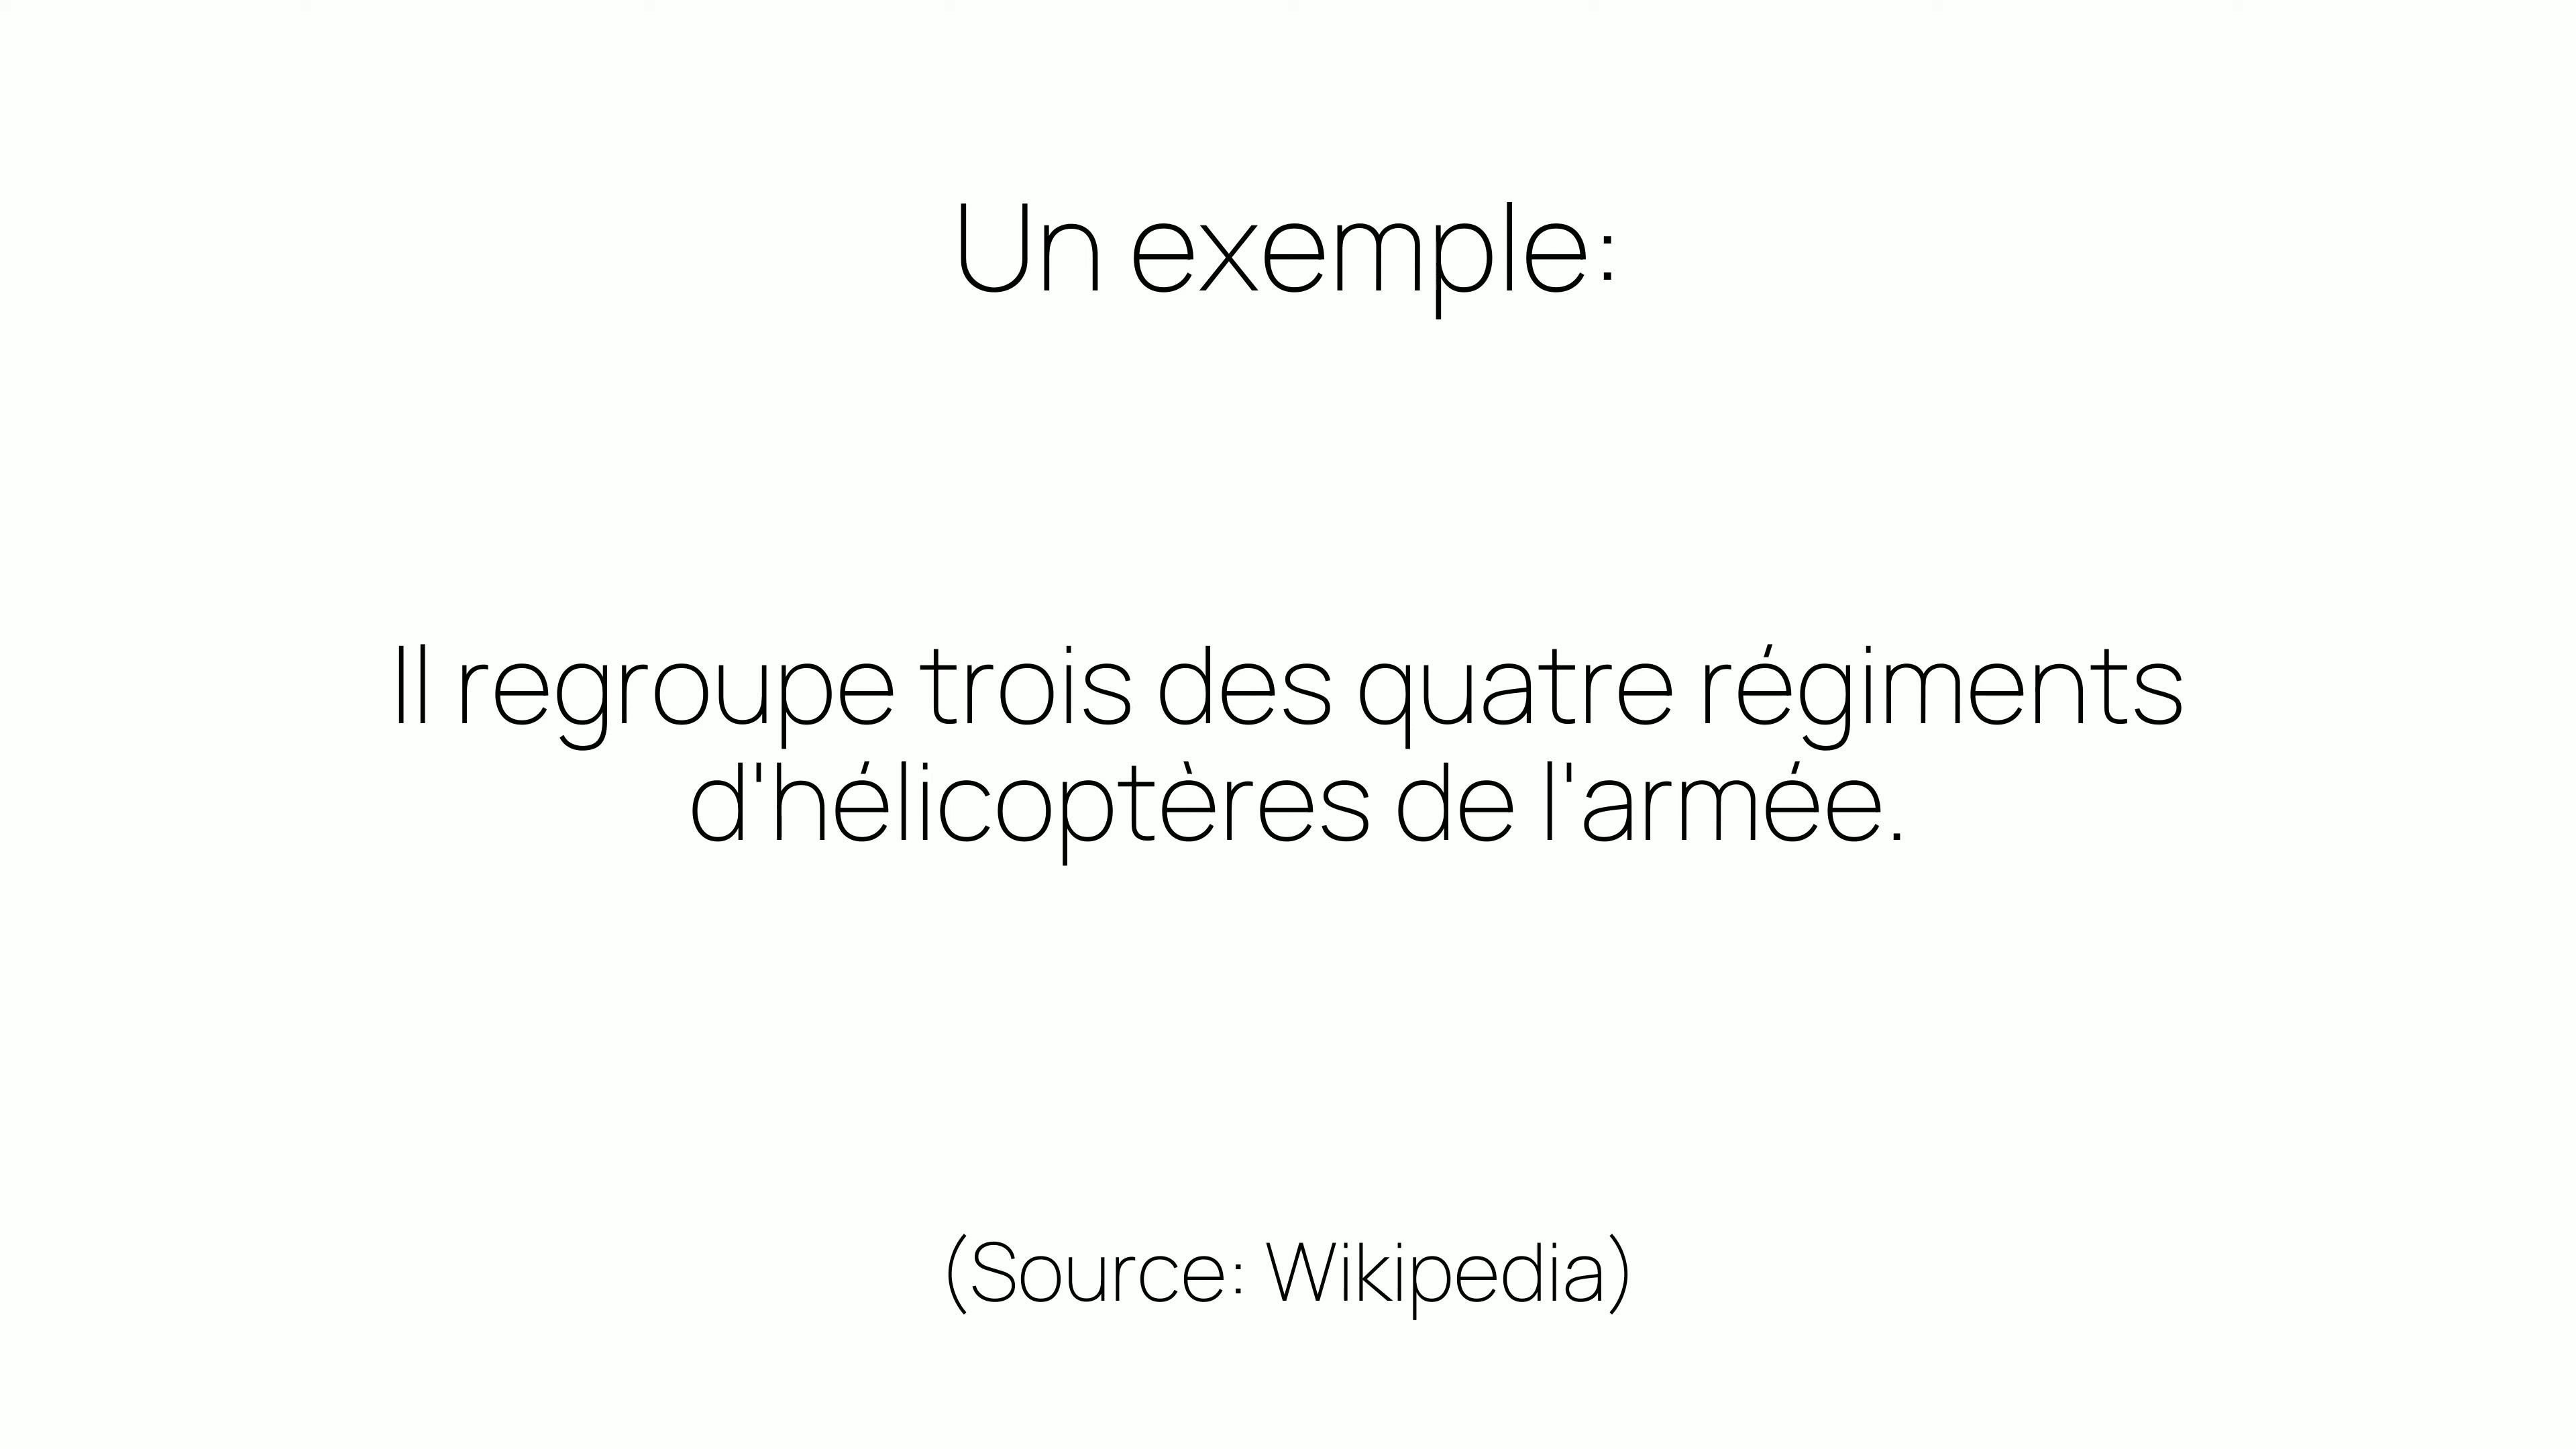 Un exemple:
Il regroupe trois des quatre régiments
d'hélicoptères de l'armée.
(Source: Wikipedia)